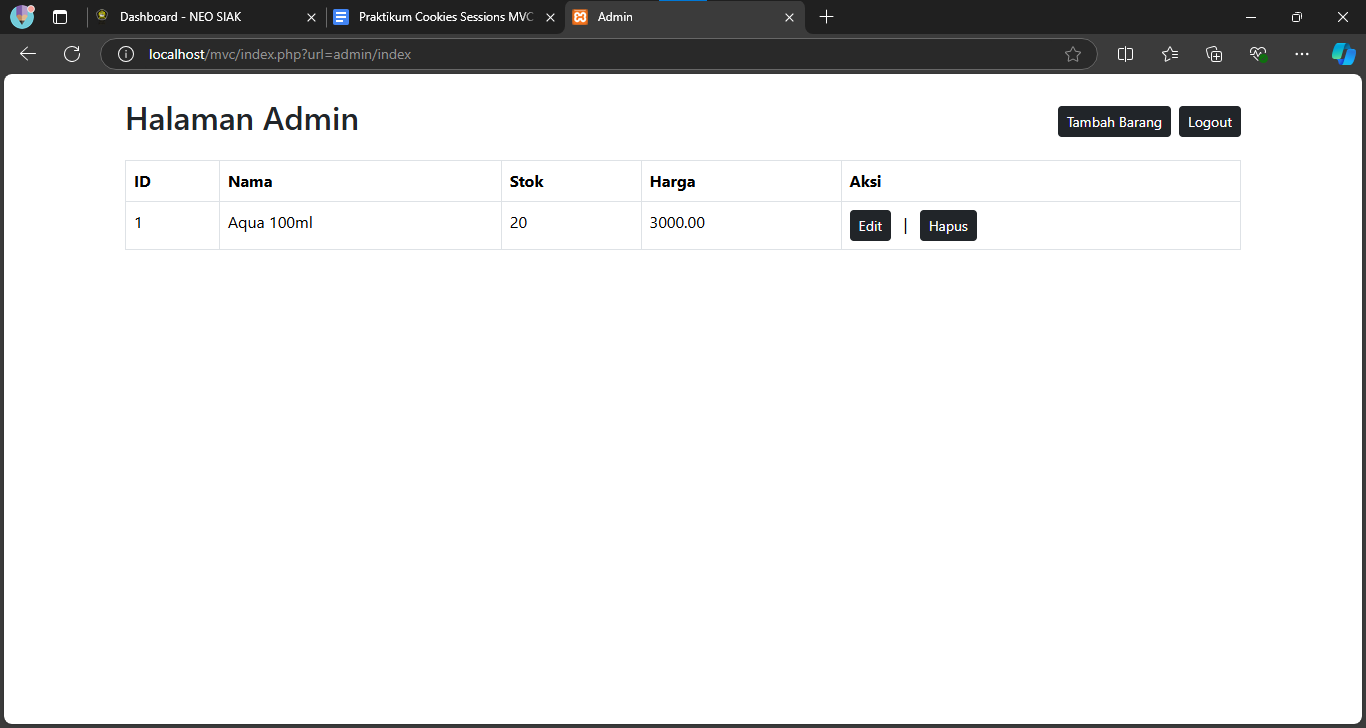 Dashboard - NEO SIAK
Praktikum Cookies Sessions MVC
Admin
localhost/mvc/index.php?url=admin/index
Halaman Admin
Tambah Barang Logout
ID Nama Stok Harga Aksi
1 Aqua 100ml 20 3000.00 Edit | Hapus